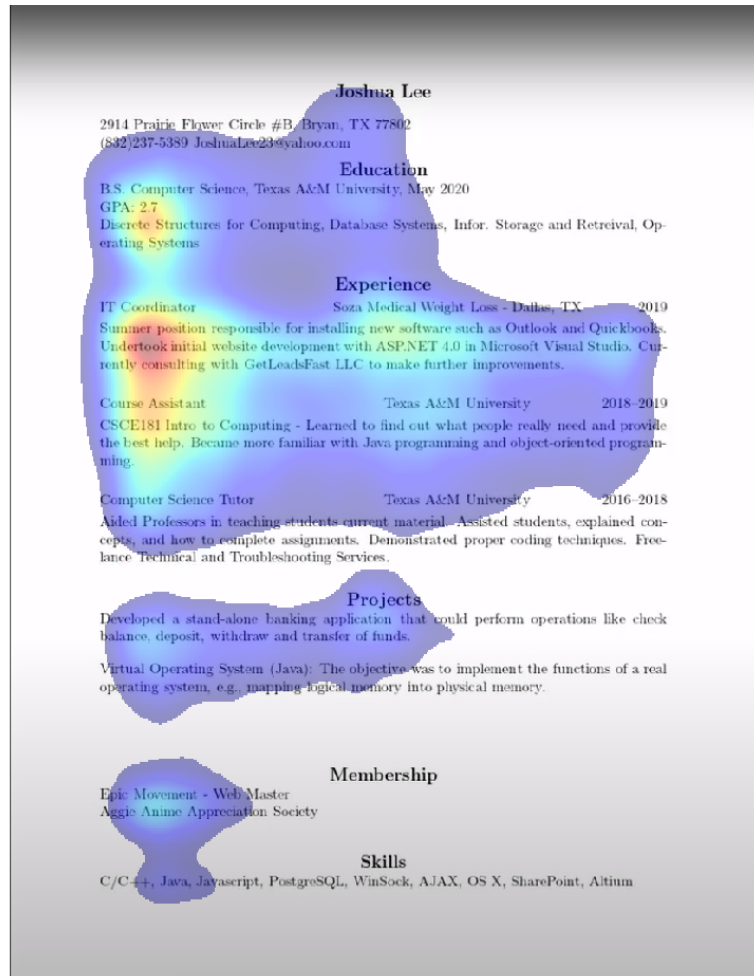 Joshua Lee
2914 Prairie Flower Circle #B, Bryan, TX 77802
(832)237-5389 JoshuaLee23@yahoo.com
Education
B.S. Computer Science, Texas A&M University, May 2020
GPA: 2.7
Discrete Structures for Computing, Database Systems, Infor. Storage and Retreival, Op-
erating Systems
Experience
IT Coordinator Soza Medical Weight Loss - Dallas, TX 2019
Summer position responsible for installing new software such as Outlook and Quickbooks.
Undertook initial website development with ASP.NET 4.0 in Microsoft Visual Studio. Cur-
rently consulting with GetLeadsFast LLC to make further improvements.
Course Assistant Texas A&M University 2018–2019
CSCE181 Intro to Computing - Learned to find out what people really need and provide
the best help. Became more familiar with Java programming and object-oriented program-
ming.
Computer Science Tutor Texas A&M University 2016–2018
Aided Professors in teaching students current material. Assisted students, explained con-
cepts, and how to complete assignments. Demonstrated proper coding techniques. Free-
lance Technical and Troubleshooting Services.
Projects
Developed a stand-alone banking application that could perform operations like check
balance, deposit, withdraw and transfer of funds.
Virtual Operating System (Java): The objective was to implement the functions of a real
operating system, e.g., mapping logical memory into physical memory.
Membership
Epic Movement - Web Master
Aggie Anime Appreciation Society
Skills
C/C++, Java, Javascript, PostgreSQL, WinSock, AJAX, OS X, SharePoint, Altium